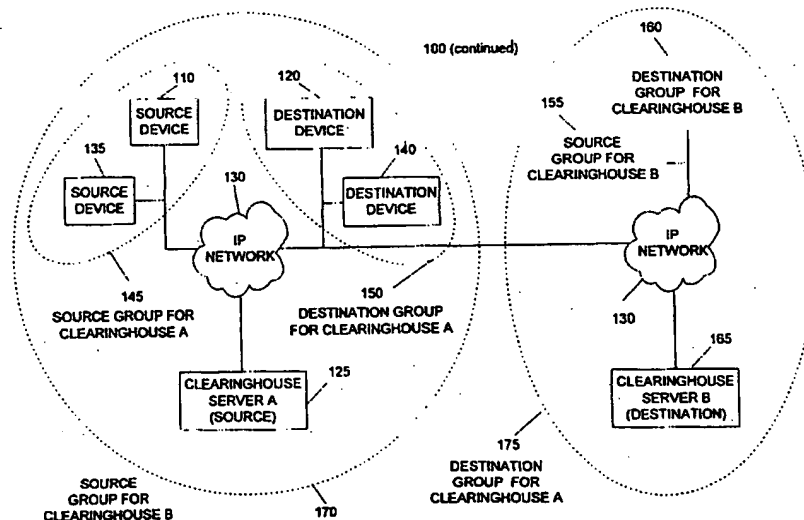 100 (continued)
160
DESTINATION
GROUP FOR
CLEARINGHOUSE B
110
SOURCE
DEVICE
120
DESTINATION
DEVICE
155
SOURCE
GROUP FOR
CLEARINGHOUSE B
135
SOURCE
DEVICE
130
140
DESTINATION
DEVICE
IP
NETWORK
IP
NETWORK
130
145
SOURCE GROUP FOR
CLEARINGHOUSE A
150
DESTINATION GROUP
FOR CLEARINGHOUSE A
125
CLEARINGHOUSE
SERVER A
(SOURCE)
165
CLEARINGHOUSE
SERVER B
(DESTINATION)
175
DESTINATION
GROUP FOR
CLEARINGHOUSE A
SOURCE
GROUP FOR
CLEARINGHOUSE B
170